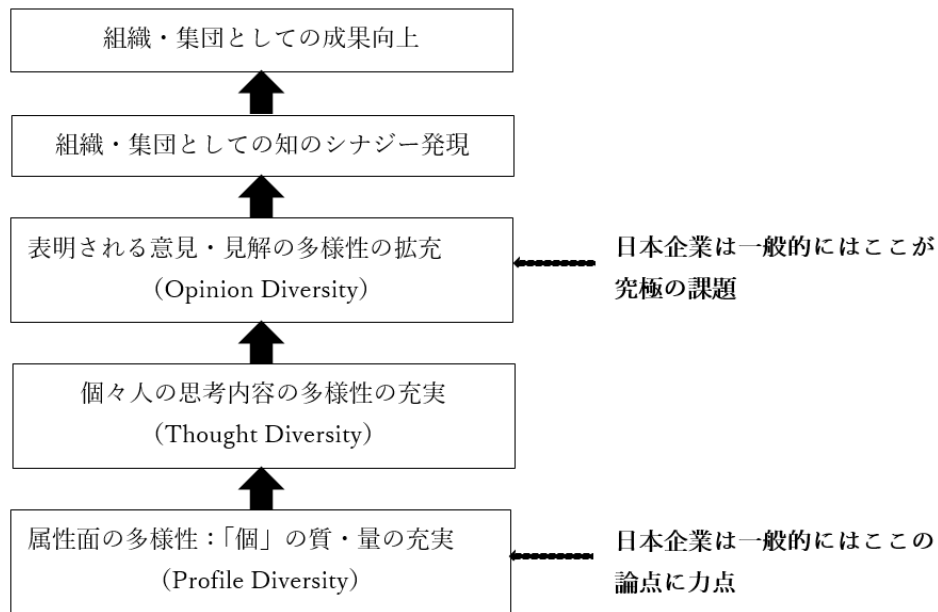 組織・集団としての成果向上
組織・集団としての知のシナジー発現
表明される意見・見解の多様性の拡充
(Opinion Diversity)
日本企業は一般的にはここが
究極の課題
個々人の思考内容の多様性の充実
(Thought Diversity)
属性面の多様性:「個」の質・量の充実
(Profile Diversity)
日本企業は一般的にはここの
論点に力点